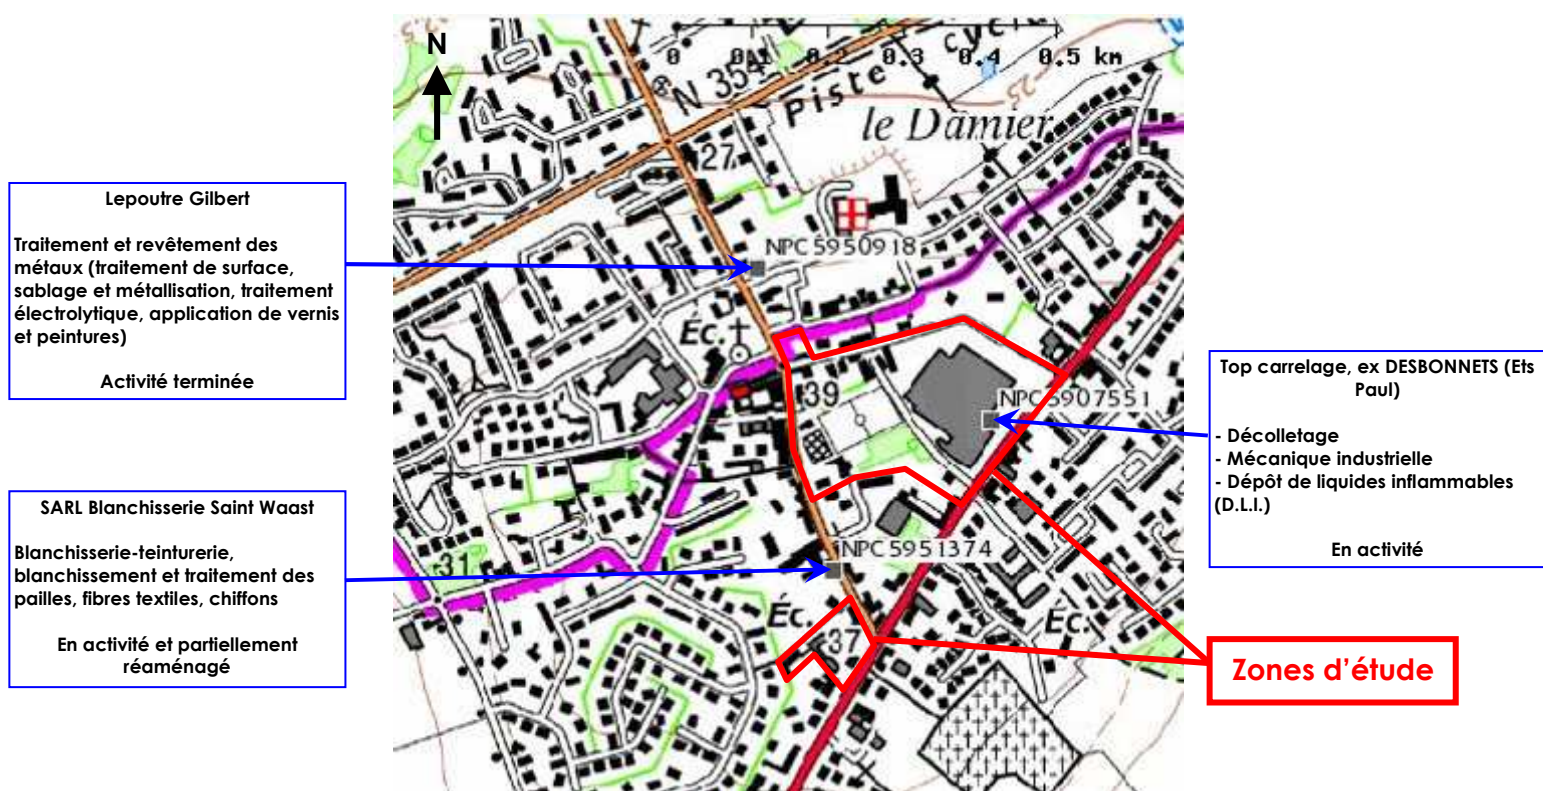 N
0 0.1 0.2 0.3 0.4 0.5 km
N 354
Piste cycla
25
le Damier
27
NPC5950918
Éc.
39
NPC5907551
NPC5951374
31
Éc.
37
Éc.
Lepoutre Gilbert
Traitement et revêtement des
métaux (traitement de surface,
sablage et métallisation, traitement
électrolytique, application de vernis
et peintures)
Activité terminée
SARL Blanchisserie Saint Waast
Blanchisserie-teinturerie,
blanchissement et traitement des
pailles, fibres textiles, chiffons
En activité et partiellement
réaménagé
Top carrelage, ex DESBONNETS (Ets
Paul)
- Décolletage
- Mécanique industrielle
- Dépôt de liquides inflammables
(D.L.I.)
En activité
Zones d’étude